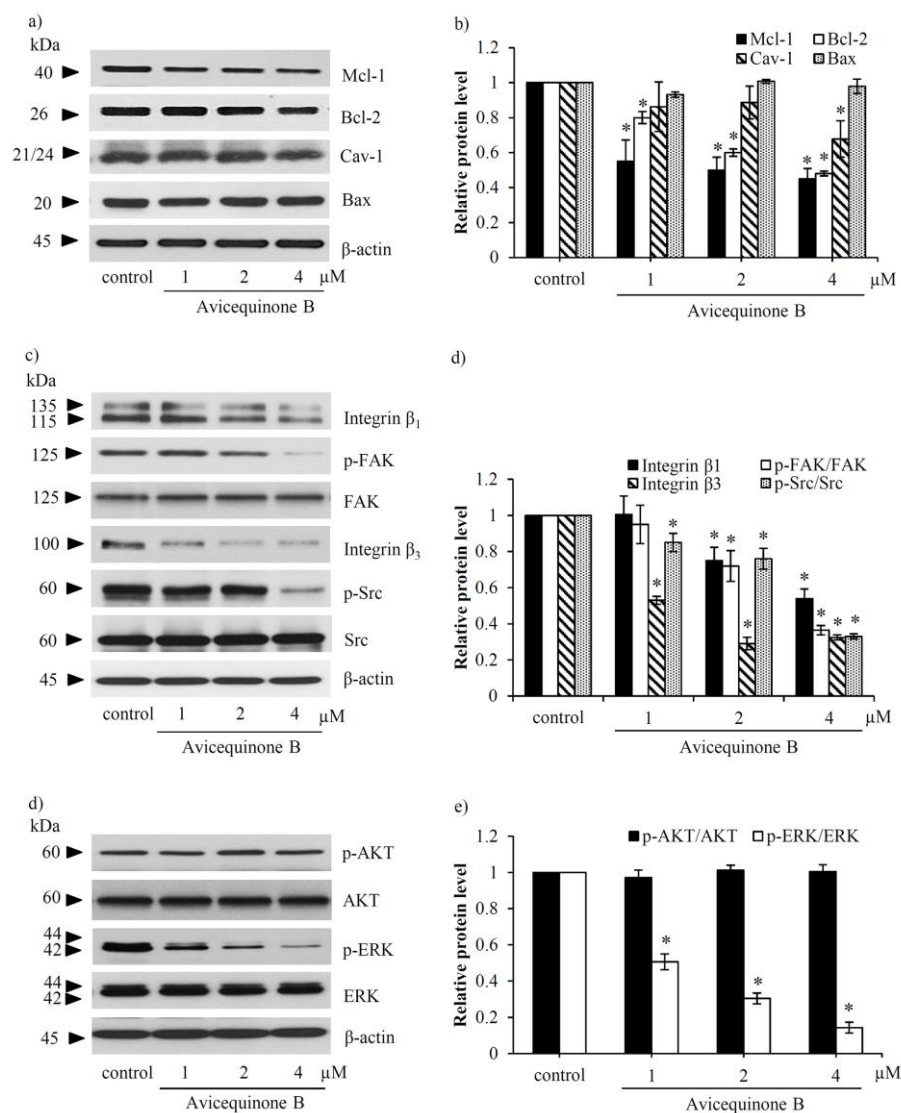 a)
kDa
40 Mcl-1
26 Bcl-2
21/24 Cav-1
20 Bax
45 β-actin
control 1 2 4 μM
Avicequinone B
b)
Mcl-1 Bcl-2
Cav-1 Bax
Relative protein level
1.2
1
0.8
0.6
0.4
0.2
0
* *
* *
* * *
control 1 2 4 μM
Avicequinone B
c)
kDa
135
115
Integrin β1
125 p-FAK
125 FAK
100 Integrin β3
60 p-Src
60 Src
45 β-actin
control 1 2 4 μM
Avicequinone B
d)
Integrin β1 p-FAK/FAK
Integrin β3 p-Src/Src
Relative protein level
1.2
1
0.8
0.6
0.4
0.2
0
* *
* * * *
* * * *
control 1 2 4 μM
Avicequinone B
d)
kDa
60 p-AKT
60 AKT
44
42
p-ERK
44
42
ERK
45 β-actin
control 1 2 4 μM
Avicequinone B
e)
p-AKT/AKT p-ERK/ERK
Relative protein level
1.2
1
0.8
0.6
0.4
0.2
0
*
*
*
control 1 2 4 μM
Avicequinone B